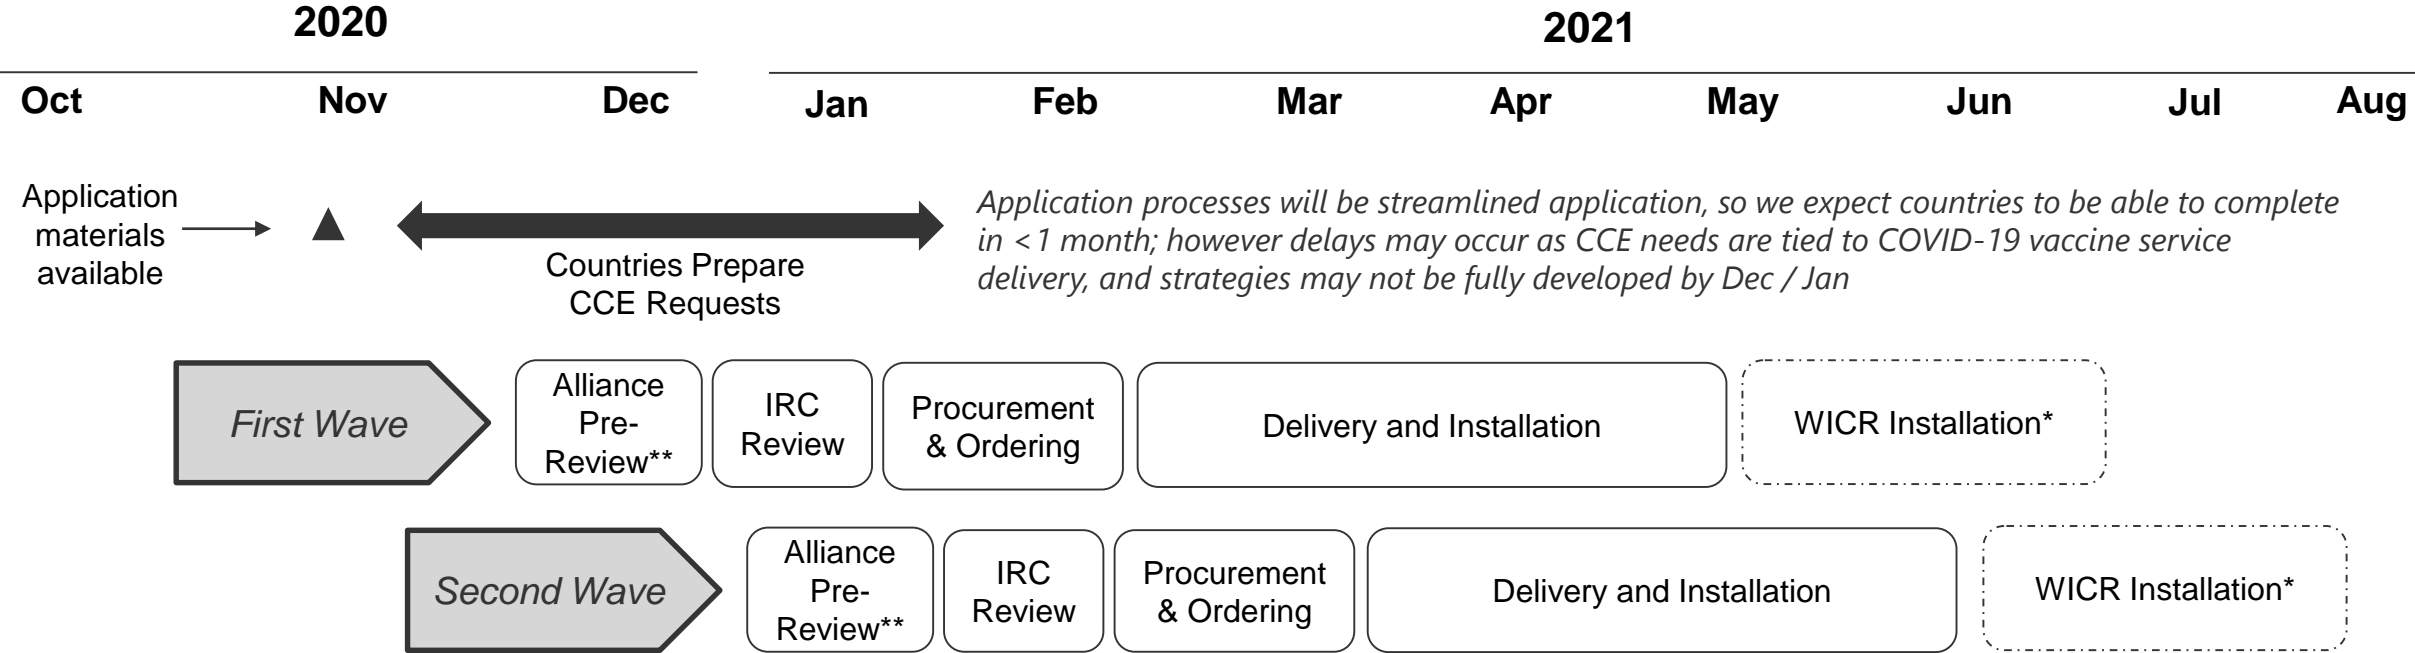 2020
2021
Oct
Nov
Dec
Jan
Feb
Mar
Apr
May
Jun
Jul
Aug
Application
materials
available
Countries Prepare
CCE Requests
Application processes will be streamlined application, so we expect countries to be able to complete
in <1 month; however delays may occur as CCE needs are tied to COVID-19 vaccine service
delivery, and strategies may not be fully developed by Dec / Jan
First Wave
Alliance
Pre-
Review**
IRC
Review
Procurement
& Ordering
Delivery and Installation
WICR Installation*
Second Wave
Alliance
Pre-
Review**
IRC
Review
Procurement
& Ordering
Delivery and Installation
WICR Installation*